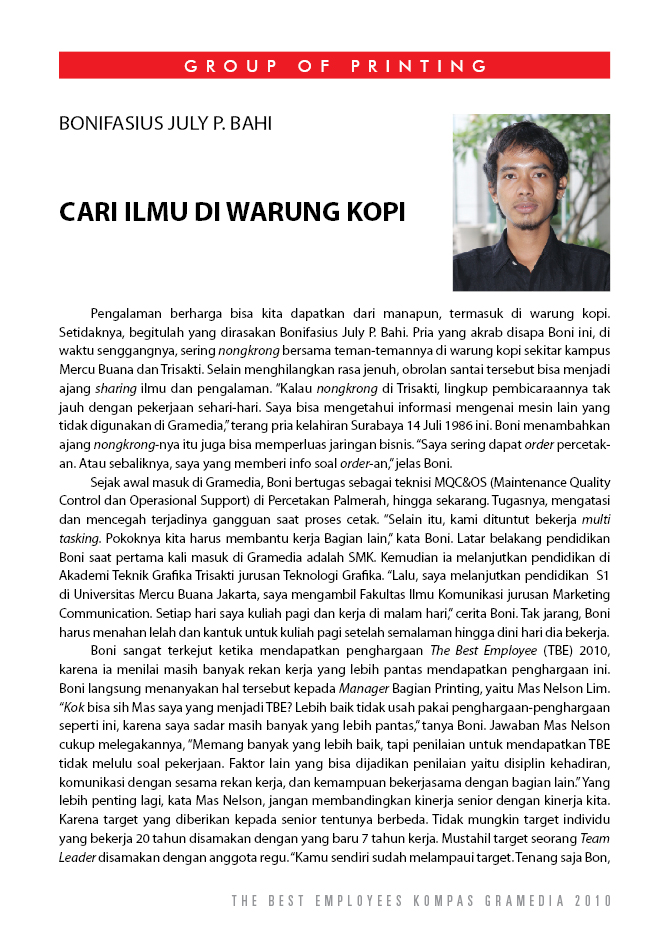 GROUP OF PRINTING
BONIFASIUS JULY P. BAHI
CARI ILMU DI WARUNG KOPI
Pengalaman berharga bisa kita dapatkan dari manapun, termasuk di warung kopi.
Setidaknya, begitulah yang dirasakan Bonifasius July P. Bahi. Pria yang akrab disapa Boni ini, di
waktu senggangnya, sering nongkrong bersama teman-temannya di warung kopi sekitar kampus
Mercu Buana dan Trisakti. Selain menghilangkan rasa jenuh, obrolan santai tersebut bisa menjadi
ajang sharing ilmu dan pengalaman. “Kalau nongkrong di Trisakti, lingkup pembicaraannya tak
jauh dengan pekerjaan sehari-hari. Saya bisa mengetahui informasi mengenai mesin lain yang
tidak digunakan di Gramedia,” terang pria kelahiran Surabaya 14 Juli 1986 ini. Boni menambahkan
ajang nongkrong-nya itu juga bisa memperluas jaringan bisnis. “Saya sering dapat order percetak-
an. Atau sebaliknya, saya yang memberi info soal order-an,” jelas Boni.
Sejak awal masuk di Gramedia, Boni bertugas sebagai teknisi MQC&OS (Maintenance Quality
Control dan Operasional Support) di Percetakan Palmerah, hingga sekarang. Tugasnya, mengatasi
dan mencegah terjadinya gangguan saat proses cetak. “Selain itu, kami dituntut bekerja multi
tasking. Pokoknya kita harus membantu kerja Bagian lain,” kata Boni. Latar belakang pendidikan
Boni saat pertama kali masuk di Gramedia adalah SMK. Kemudian ia melanjutkan pendidikan di
Akademi Teknik Grafika Trisakti jurusan Teknologi Grafika. “Lalu, saya melanjutkan pendidikan S1
di Universitas Mercu Buana Jakarta, saya mengambil Fakultas Ilmu Komunikasi jurusan Marketing
Communication. Setiap hari saya kuliah pagi dan kerja di malam hari,” cerita Boni. Tak jarang, Boni
harus menahan lelah dan kantuk untuk kuliah pagi setelah semalaman hingga dini hari dia bekerja.
Boni sangat terkejut ketika mendapatkan penghargaan The Best Employee (TBE) 2010,
karena ia menilai masih banyak rekan kerja yang lebih pantas mendapatkan penghargaan ini.
Boni langsung menanyakan hal tersebut kepada Manager Bagian Printing, yaitu Mas Nelson Lim.
“Kok bisa sih Mas saya yang menjadi TBE? Lebih baik tidak usah pakai penghargaan-penghargaan
seperti ini, karena saya sadar masih banyak yang lebih pantas,” tanya Boni. Jawaban Mas Nelson
cukup melegakannya, “Memang banyak yang lebih baik, tapi penilaian untuk mendapatkan TBE
tidak melulu soal pekerjaan. Faktor lain yang bisa dijadikan penilaian yaitu disiplin kehadiran,
komunikasi dengan sesama rekan kerja, dan kemampuan bekerjasama dengan bagian lain.” Yang
lebih penting lagi, kata Mas Nelson, jangan membandingkan kinerja senior dengan kinerja kita.
Karena target yang diberikan kepada senior tentunya berbeda. Tidak mungkin target individu
yang bekerja 20 tahun disamakan dengan yang baru 7 tahun kerja. Mustahil target seorang Team
Leader disamakan dengan anggota regu. “Kamu sendiri sudah melampaui target. Tenang saja Bon,
THE BEST EMPLOYEES KOMPAS GRAMEDIA 2010